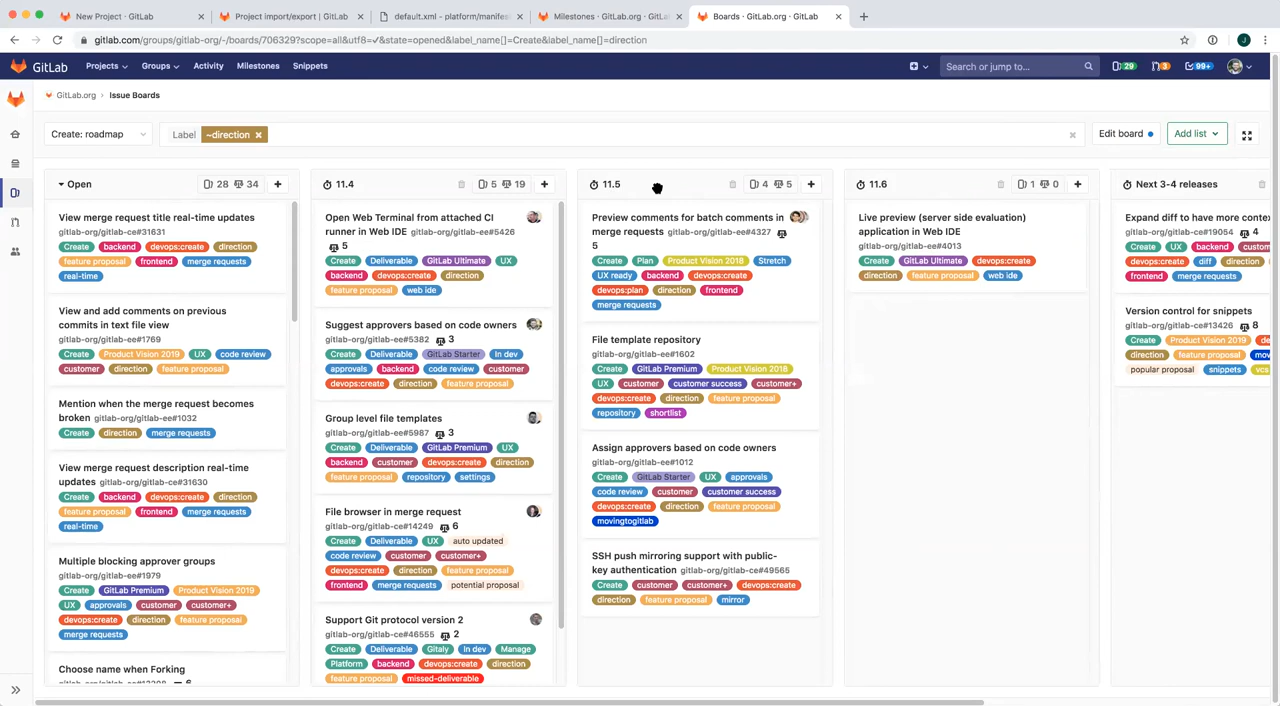 New Project · GitLab
Project import/export | GitLab
default.xml - platform/manifes
Milestones · GitLab.org · GitLa
Boards · GitLab.org · GitLab
gitlab.com/groups/gitlab-org/-/boards/706329?scope=all&utf8=✓&state=opened&label_name[]=Create&label_name[]=direction
J
GitLab
Projects
Groups
Activity
Milestones
Snippets
Search or jump to…
29
3
99+
GitLab.org › Issue Boards
Create: roadmap
Label ~direction
Edit board
Add list
Open 28 34
View merge request title real-time updates
gitlab-org/gitlab-ce#31631
Create backend devops:create direction
feature proposal frontend merge requests
real-time
View and add comments on previous
commits in text file view
gitlab-org/gitlab-ee#1769
Create Product Vision 2019 UX code review
customer direction feature proposal
Mention when the merge request becomes
broken gitlab-org/gitlab-ee#1032
Create direction merge requests
View merge request description real-time
updates gitlab-org/gitlab-ce#31630
Create backend devops:create direction
feature proposal frontend merge requests
real-time
Multiple blocking approver groups
gitlab-org/gitlab-ee#1979
Create GitLab Premium Product Vision 2019
UX approvals customer customer+
devops:create direction feature proposal
merge requests
Choose name when Forking
11.4 5 19
Open Web Terminal from attached CI
runner in Web IDE gitlab-org/gitlab-ee#5426
5
Create Deliverable GitLab Ultimate UX
backend devops:create direction
feature proposal web ide
Suggest approvers based on code owners
gitlab-org/gitlab-ee#5382 3
Create Deliverable GitLab Starter In dev
approvals backend code review customer
devops:create direction feature proposal
Group level file templates
gitlab-org/gitlab-ee#5987 3
Create Deliverable GitLab Premium UX
backend customer devops:create direction
feature proposal repository settings
File browser in merge request
gitlab-org/gitlab-ce#14249 6
Create Deliverable UX auto updated
code review customer customer+
devops:create direction feature proposal
frontend merge requests potential proposal
Support Git protocol version 2
gitlab-org/gitlab-ce#46555 2
Create Deliverable Gitaly In dev Manage
Platform backend devops:create direction
feature proposal missed-deliverable
11.5 4 5
Preview comments for batch comments in
merge requests gitlab-org/gitlab-ee#4327
5
Create Plan Product Vision 2018 Stretch
UX ready backend devops:create
devops:plan direction frontend
merge requests
File template repository
gitlab-org/gitlab-ee#1602
Create GitLab Premium Product Vision 2018
UX customer customer success customer+
devops:create direction feature proposal
repository shortlist
Assign approvers based on code owners
gitlab-org/gitlab-ee#1012
Create GitLab Starter UX approvals
code review customer customer success
devops:create direction feature proposal
movingtogitlab
SSH push mirroring support with public-
key authentication gitlab-org/gitlab-ce#49565
Create customer customer+ devops:create
direction feature proposal mirror
11.6 1 0
Live preview (server side evaluation)
application in Web IDE
gitlab-org/gitlab-ee#4013
Create GitLab Ultimate devops:create
direction feature proposal web ide
Next 3-4 releases
Expand diff to have more conte
gitlab-org/gitlab-ce#19054 4
Create UX backend custom
devops:create diff direction
frontend merge requests
Version control for snippets
gitlab-org/gitlab-ce#13426 8
Create Product Vision 2019 de
direction feature proposal mov
popular proposal snippets vcs